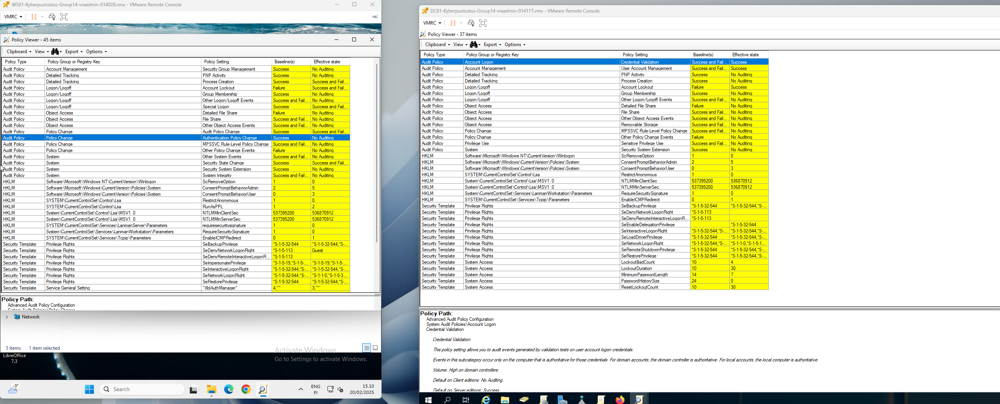 WS01-Kyberpuolustus-Group14-vraadmin-014028.vmx - VMware Remote Console
VMRC
Policy Viewer - 45 items
Clipboard View Export Options
Policy Type Policy Group or Registry Key Policy Setting Baseline(s) Effective state
Audit Policy Account Management Security Group Management Success No Auditing
Audit Policy Detailed Tracking PNP Activity Success No Auditing
Audit Policy Detailed Tracking Process Creation Success Success and Fail...
Audit Policy Logon/Logoff Account Lockout Failure Success and Fail...
Audit Policy Logon/Logoff Group Membership Success No Auditing
Audit Policy Logon/Logoff Other Logon/Logoff Events Success and Fail... No Auditing
Audit Policy Logon/Logoff Special Logon Success Success and Fail...
Audit Policy Object Access Detailed File Share Failure No Auditing
Audit Policy Object Access File Share Success and Fail... No Auditing
Audit Policy Object Access Other Object Access Events Success and Fail... No Auditing
Audit Policy Policy Change Audit Policy Change Success Success and Fail...
Audit Policy Policy Change Authentication Policy Change Success No Auditing
Audit Policy Policy Change MPSSVC Rule-Level Policy Change Success and Fail... No Auditing
Audit Policy Policy Change Other Policy Change Events Failure No Auditing
Audit Policy System Other System Events Success and Fail... No Auditing
Audit Policy System Security State Change Success Success and Fail...
Audit Policy System Security System Extension Success No Auditing
Audit Policy System System Integrity Success and Fail... No Auditing
HKLM Software\Microsoft\Windows NT\CurrentVersion\Winlogon ScRemoveOption 1 0
HKLM Software\Microsoft\Windows\CurrentVersion\Policies\System ConsentPromptBehaviorAdmin 2 5
HKLM Software\Microsoft\Windows\CurrentVersion\Policies\System ConsentPromptBehaviorUser 0 3
HKLM SYSTEM\CurrentControlSet\Control\Lsa RestrictAnonymous 1 0
HKLM SYSTEM\CurrentControlSet\Control\Lsa RunAsPPL 1 2
HKLM System\CurrentControlSet\Control\Lsa\MSV1_0 NTLMMinClientSec 537395200 536870912
HKLM System\CurrentControlSet\Control\Lsa\MSV1_0 NTLMMinServerSec 537395200 536870912
HKLM SYSTEM\CurrentControlSet\Services\LanmanServer\Parameters requiresecuritysignature 1 0
HKLM System\CurrentControlSet\Services\LanmanWorkstation\Parameters RequireSecuritySignature 1 0
HKLM SYSTEM\CurrentControlSet\Services\Tcpip\Parameters EnableICMPRedirect 0 1
Security Template Privilege Rights SeBackupPrivilege *S-1-5-32-544 *S-1-5-32-544,*S-...
Security Template Privilege Rights SeDenyNetworkLogonRight *S-1-5-113 Guest
Security Template Privilege Rights SeDenyRemoteInteractiveLogonR... *S-1-5-113
Security Template Privilege Rights SeImpersonatePrivilege *S-1-5-19,*S-1-5-... *S-1-5-19,*S-1-5-...
Security Template Privilege Rights SeInteractiveLogonRight *S-1-5-32-544,*S-... *S-1-5-32-544,*S-...
Security Template Privilege Rights SeNetworkLogonRight *S-1-5-32-544,*S-... *S-1-1-0,*S-1-5-3...
Security Template Privilege Rights SeRestorePrivilege *S-1-5-32-544 *S-1-5-32-544,*S-...
Security Template Service General Setting "XblAuthManager" 4,"" 3,""
Policy Path:
Advanced Audit Policy Configuration
System Audit Policies\Policy Change
Network
5 items 1 item selected
Activate Windows
Go to Settings to activate Windows.
LibreOffice
7.3
-3°
Search
ENG
FI
15.10
20/02/2025
DC01-Kyberpuolustus-Group14-vraadmin-014117.vmx - VMware Remote Console
VMRC
Policy Viewer - 37 items
Clipboard View Export Options
Policy Type Policy Group or Registry Key Policy Setting Baseline(s) Effective state
Audit Policy Account Logon Credential Validation Success and Fail... Success
Audit Policy Account Management User Account Management Success and Fail... Success
Audit Policy Detailed Tracking PNP Activity Success No Auditing
Audit Policy Detailed Tracking Process Creation Success No Auditing
Audit Policy Logon/Logoff Account Lockout Failure Success
Audit Policy Logon/Logoff Group Membership Success No Auditing
Audit Policy Logon/Logoff Other Logon/Logoff Events Success and Fail... No Auditing
Audit Policy Object Access Detailed File Share Failure No Auditing
Audit Policy Object Access File Share Success and Fail... No Auditing
Audit Policy Object Access Other Object Access Events Success and Fail... No Auditing
Audit Policy Object Access Removable Storage Success and Fail... No Auditing
Audit Policy Policy Change MPSSVC Rule-Level Policy Change Success and Fail... No Auditing
Audit Policy Policy Change Other Policy Change Events Failure No Auditing
Audit Policy Privilege Use Sensitive Privilege Use Success and Fail... No Auditing
Audit Policy System Security System Extension Success No Auditing
HKLM Software\Microsoft\Windows NT\CurrentVersion\Winlogon ScRemoveOption 1 0
HKLM Software\Microsoft\Windows\CurrentVersion\Policies\System ConsentPromptBehaviorAdmin 2 5
HKLM Software\Microsoft\Windows\CurrentVersion\Policies\System ConsentPromptBehaviorUser 0 3
HKLM SYSTEM\CurrentControlSet\Control\Lsa RestrictAnonymous 1 0
HKLM System\CurrentControlSet\Control\Lsa\MSV1_0 NTLMMinClientSec 537395200 536870912
HKLM System\CurrentControlSet\Control\Lsa\MSV1_0 NTLMMinServerSec 537395200 536870912
HKLM System\CurrentControlSet\Services\LanmanWorkstation\Parameters RequireSecuritySignature 1 0
HKLM SYSTEM\CurrentControlSet\Services\Tcpip\Parameters EnableICMPRedirect 0 1
Security Template Privilege Rights SeBackupPrivilege *S-1-5-32-544 *S-1-5-32-544,*S-...
Security Template Privilege Rights SeDenyNetworkLogonRight *S-1-5-113
Security Template Privilege Rights SeDenyRemoteInteractiveLogonR... *S-1-5-113
Security Template Privilege Rights SeEnableDelegationPrivilege *S-1-5-32-544
Security Template Privilege Rights SeInteractiveLogonRight *S-1-5-32-544,*S-... *S-1-5-32-544,*S-...
Security Template Privilege Rights SeLoadDriverPrivilege *S-1-5-32-544 *S-1-5-32-544,*S-...
Security Template Privilege Rights SeNetworkLogonRight *S-1-5-32-544,*S-... *S-1-1-0,*S-1-5-1...
Security Template Privilege Rights SeRemoteShutdownPrivilege *S-1-5-32-544 *S-1-5-32-544,*S-...
Security Template Privilege Rights SeRestorePrivilege *S-1-5-32-544 *S-1-5-32-544,*S-...
Security Template System Access LockoutBadCount 10 4
Security Template System Access LockoutDuration 10 30
Security Template System Access MinimumPasswordLength 14 7
Security Template System Access PasswordHistorySize 24 0
Security Template System Access ResetLockoutCount 10 30
Policy Path:
Advanced Audit Policy Configuration
System Audit Policies\Account Logon
Credential Validation
Credential Validation
This policy setting allows you to audit events generated by validation tests on user account logon credentials.
Events in this subcategory occur only on the computer that is authoritative for those credentials. For domain accounts, the domain controller is authoritative. For local accounts, the local computer is authoritative.
Volume: High on domain controllers.
Default on Client editions: No Auditing.
Default on Server editions: Success